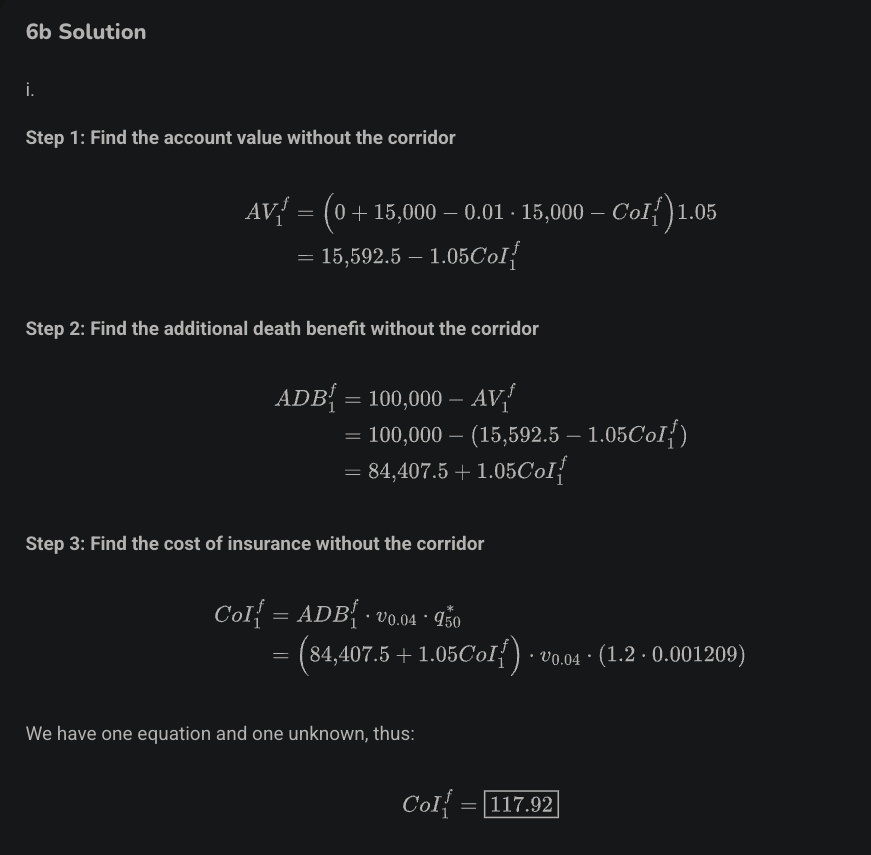 6b Solution
i.
Step 1: Find the account value without the corridor
$AV_1^f = \left(0 + 15{,}000 - 0.01 \cdot 15{,}000 - CoI_1^f\right)1.05$
$= 15{,}592.5 - 1.05CoI_1^f$
Step 2: Find the additional death benefit without the corridor
$ADB_1^f = 100{,}000 - AV_1^f$
$= 100{,}000 - (15{,}592.5 - 1.05CoI_1^f)$
$= 84{,}407.5 + 1.05CoI_1^f$
Step 3: Find the cost of insurance without the corridor
$CoI_1^f = ADB_1^f \cdot v_{0.04} \cdot q_{50}^*$
$= \left(84{,}407.5 + 1.05CoI_1^f\right) \cdot v_{0.04} \cdot (1.2 \cdot 0.001209)$
We have one equation and one unknown, thus:
$CoI_1^f = \boxed{117.92}$